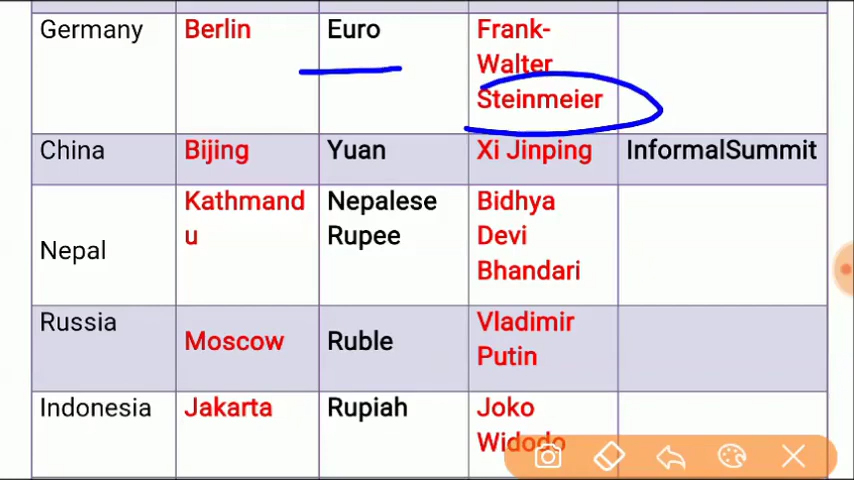 Germany Berlin Euro Frank-
Walter
Steinmeier
China Bijing Yuan Xi Jinping InformalSummit
Kathmand Nepalese Bidhya
u Rupee Devi
Nepal
Bhandari
Russia Vladimir
Moscow Ruble
Putin
Indonesia Jakarta Rupiah Joko
Widodo